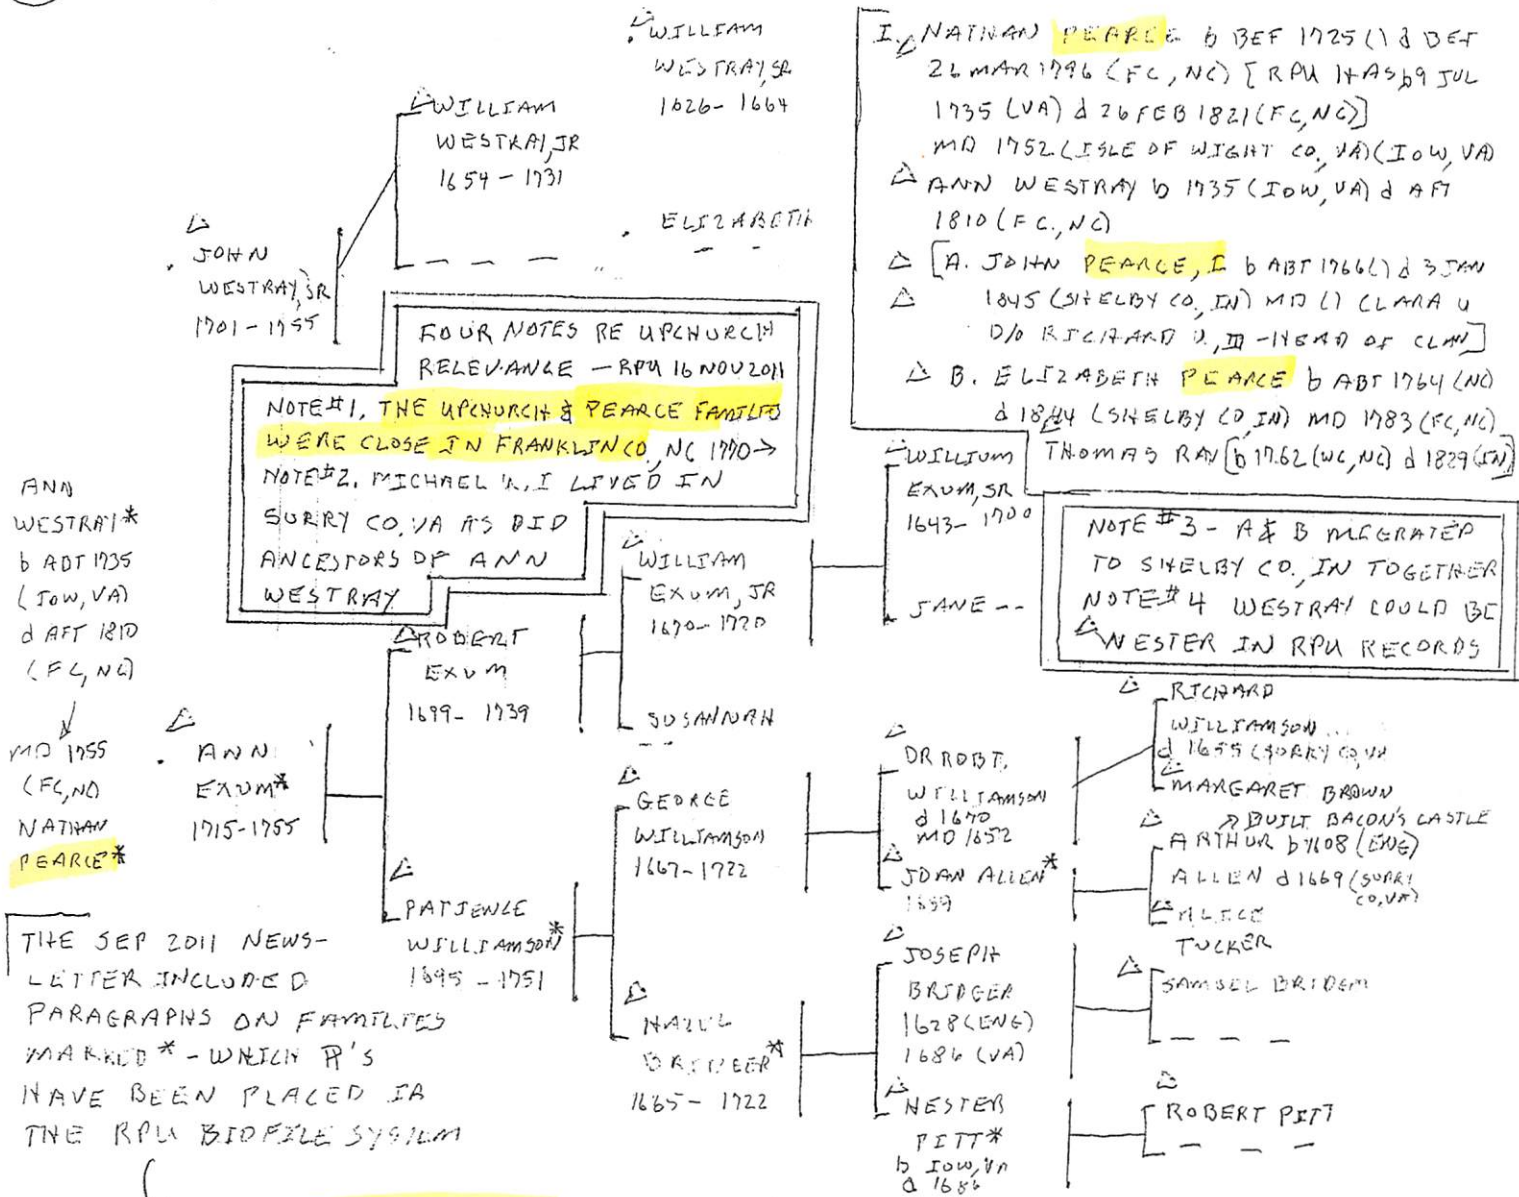 WILLIAM
WESTRAY, SR
1626- 1664
ELIZABETH
- - -
WILLIAM
WESTRAY, JR
1654 - 1731
JOHN
WESTRAY, SR
1701 - 1755
I. NATHAN PEARCE b BEF 1725 () d BEF
26 MAR 1796 (FC, NC) [RPU HAS b 9 JUL
1735 (VA) d 26 FEB 1821 (FC, NC)]
MD 1752 (ISLE OF WIGHT CO., VA) (IOW, VA)
ANN WESTRAY b 1735 (IOW, VA) d AFT
1810 (FC., NC)
[A. JOHN PEARCE, I b ABT 1766 () d 3 JAN
1845 (SHELBY CO, IN) MD () CLARA U
D/O RICHARD U., III - HEAD OF CLAN]
B. ELIZABETH PEARCE b ABT 1764 (NC)
d 1844 (SHELBY CO, IN) MD 1783 (FC, NC)
THOMAS RAY [b 1762 (WC, NC) d 1829 (IN)]
FOUR NOTES RE UPCHURCH
RELEVANCE - RPU 16 NOV 2011
NOTE #1. THE UPCHURCH & PEARCE FAMILIES
WERE CLOSE IN FRANKLIN CO, NC 1770→
NOTE #2. MICHAEL U, I LIVED IN
SURRY CO. VA AS DID
ANCESTORS OF ANN
WESTRAY
NOTE #3 - A & B MIGRATED
TO SHELBY CO., IN TOGETHER
NOTE #4 WESTRAY COULD BE
WESTER IN RPU RECORDS
ANN
WESTRAY*
b ABT 1735
(IOW, VA)
d AFT 1810
(FC, NC)
MD 1755
(FC, NC)
NATHAN
PEARCE*
ANN
EXUM*
1715-1755
ROBERT
EXUM
1699- 1739
PATIENCE
WILLIAMSON*
1695 - 1751
WILLIAM
EXUM, JR
1670- 1720
SUSANNAH
- -
WILLIUM
EXUM, SR
1643- 1700
JANE - -
GEORGE
WILLIAMSON
1667-1722
HAZUL
BRIDGER*
1665 - 1722
DR ROBT.
WILLIAMSON
d 1670
MD 1652
JOAN ALLEN*
JOSEPH
BRIDGER
1628 (ENG)
1686 (VA)
HESTER
PITT*
b IOW, VA
d 1686
RICHARD
WILLIAMSON
d 1655 (SURRY CO, VA
MARGARET BROWN
↗ BUILT BACON'S CASTLE
ARTHUR b 1608 (ENG)
ALLEN d 1669 (SURRY
CO, VA)
ALICE
TUCKER
SAMUEL
- - -
ROBERT PITT
- - -
THE SEP 2011 NEWS-
LETTER INCLUDED
PARAGRAPHS ON FAMILIES
MARKED * - WHICH P'S
HAVE BEEN PLACED IN
THE RPU BIOFILE SYSTEM